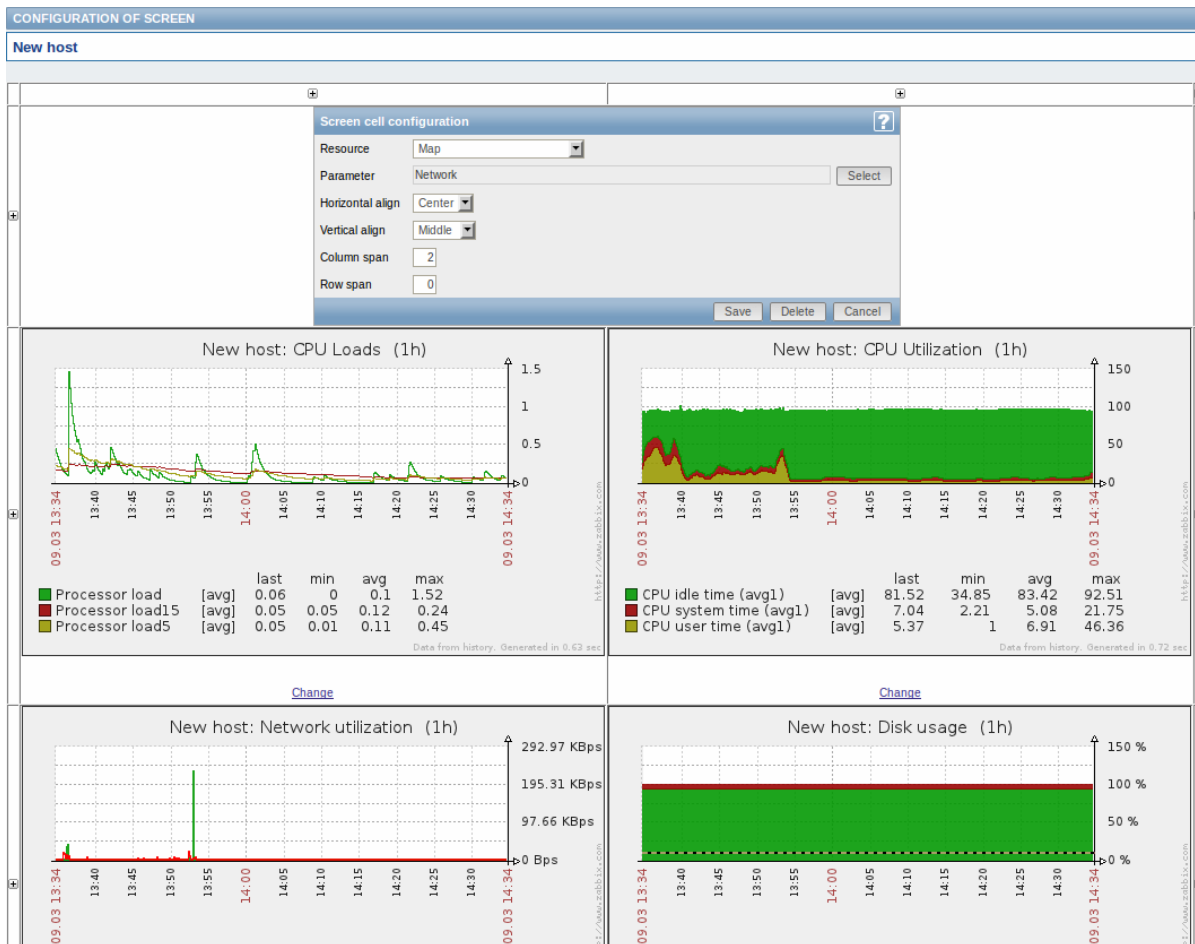 CONFIGURATION OF SCREEN
New host
Screen cell configuration ?
Resource Map
Parameter Network Select
Horizontal align Center
Vertical align Middle
Column span 2
Row span 0
Save Delete Cancel
New host: CPU Loads (1h)
1.5
1
0.5
0
09.03 13:34 13:40 13:45 13:50 13:55 14:00 14:05 14:10 14:15 14:20 14:25 14:30 09.03 14:34
http://www.zabbix.com
last min avg max
Processor load [avg] 0.06 0 0.1 1.52
Processor load15 [avg] 0.05 0.05 0.12 0.24
Processor load5 [avg] 0.05 0.01 0.11 0.45
Data from history. Generated in 0.63 sec
Change
New host: CPU Utilization (1h)
150
100
50
0
09.03 13:34 13:40 13:45 13:50 13:55 14:00 14:05 14:10 14:15 14:20 14:25 14:30 09.03 14:34
http://www.zabbix.com
last min avg max
CPU idle time (avg1) [avg] 81.52 34.85 83.42 92.51
CPU system time (avg1) [avg] 7.04 2.21 5.08 21.75
CPU user time (avg1) [avg] 5.37 1 6.91 46.36
Data from history. Generated in 0.72 sec
Change
New host: Network utilization (1h)
292.97 KBps
195.31 KBps
97.66 KBps
0 Bps
09.03 13:34 13:40 13:45 13:50 13:55 14:00 14:05 14:10 14:15 14:20 14:25 14:30 09.03 14:34
://www.zabbix.com
New host: Disk usage (1h)
150 %
100 %
50 %
0 %
09.03 13:34 13:40 13:45 13:50 13:55 14:00 14:05 14:10 14:15 14:20 14:25 14:30 09.03 14:34
://www.zabbix.com